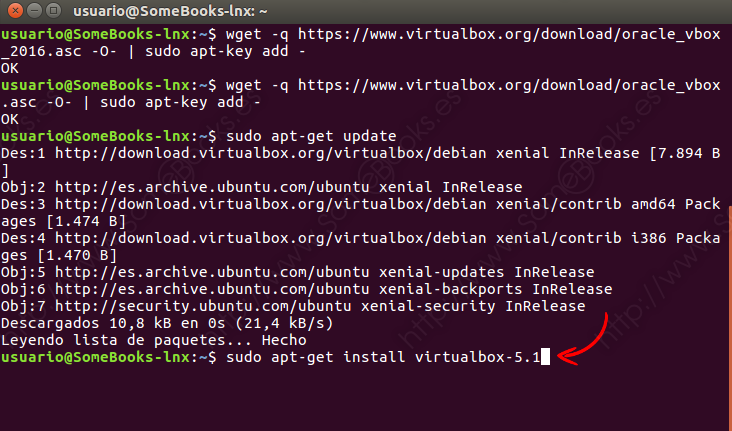 usuario@SomeBooks-lnx: ~
usuario@SomeBooks-lnx:~$ wget -q https://www.virtualbox.org/download/oracle_vbox
_2016.asc -O- | sudo apt-key add -
OK
usuario@SomeBooks-lnx:~$ wget -q https://www.virtualbox.org/download/oracle_vbox
.asc -O- | sudo apt-key add -
OK
usuario@SomeBooks-lnx:~$ sudo apt-get update
Des:1 http://download.virtualbox.org/virtualbox/debian xenial InRelease [7.894 B
]
Obj:2 http://es.archive.ubuntu.com/ubuntu xenial InRelease
Des:3 http://download.virtualbox.org/virtualbox/debian xenial/contrib amd64 Pack
ages [1.474 B]
Des:4 http://download.virtualbox.org/virtualbox/debian xenial/contrib i386 Packa
ges [1.470 B]
Obj:5 http://es.archive.ubuntu.com/ubuntu xenial-updates InRelease
Obj:6 http://es.archive.ubuntu.com/ubuntu xenial-backports InRelease
Obj:7 http://security.ubuntu.com/ubuntu xenial-security InRelease
Descargados 10,8 kB en 0s (21,4 kB/s)
Leyendo lista de paquetes... Hecho
usuario@SomeBooks-lnx:~$ sudo apt-get install virtualbox-5.1